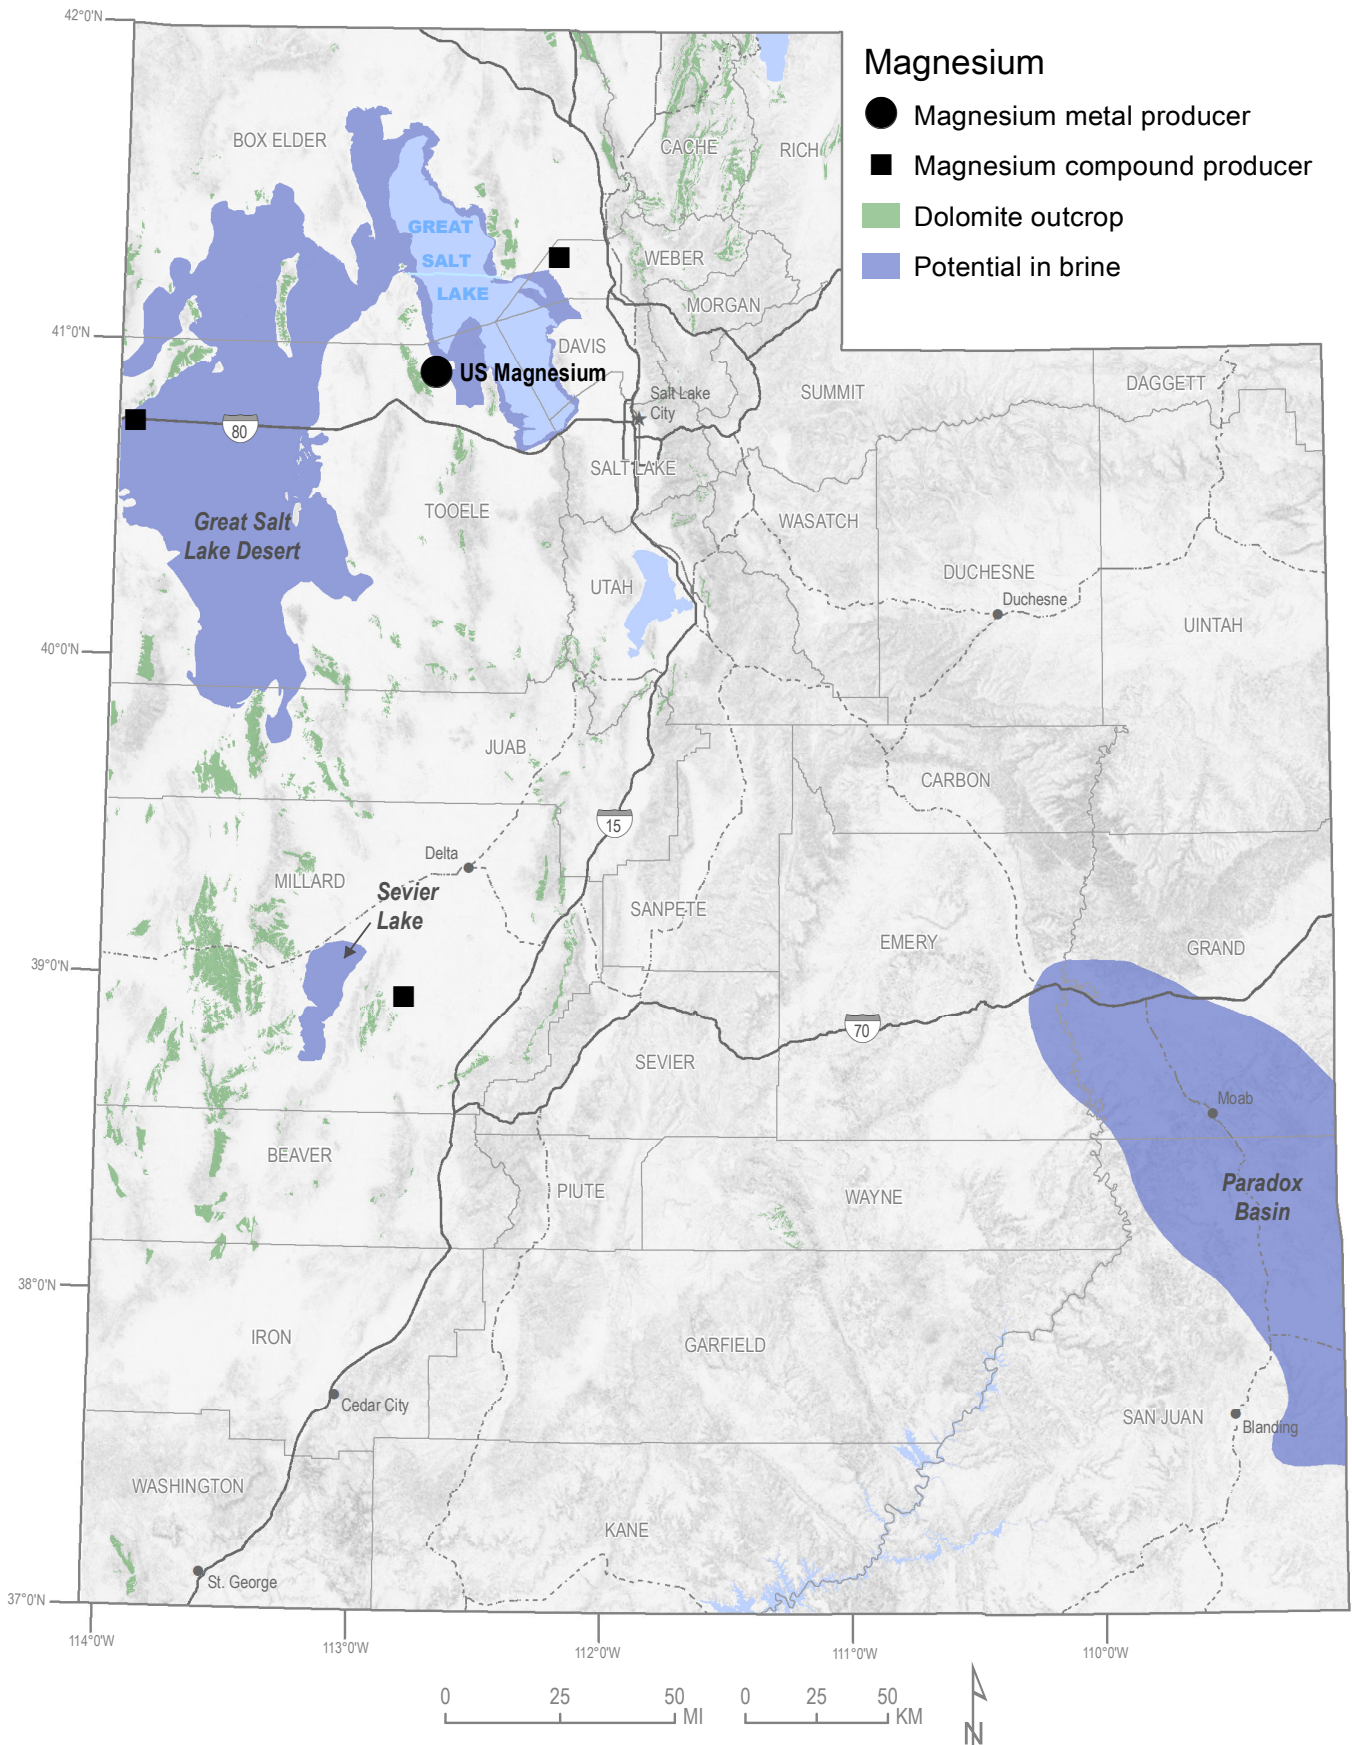 Magnesium
Magnesium metal producer
Magnesium compound producer
Dolomite outcrop
Potential in brine
42°0'N
41°0'N
40°0'N
39°0'N
38°0'N
37°0'N
114°0'W
113°0'W
112°0'W
111°0'W
110°0'W
BOX ELDER
CACHE
RICH
GREAT
SALT
LAKE
WEBER
MORGAN
DAVIS
US Magnesium
Salt Lake
City
SUMMIT
DAGGETT
80
SALT LAKE
TOOELE
Great Salt
Lake Desert
WASATCH
DUCHESNE
Duchesne
UTAH
UINTAH
JUAB
CARBON
15
Delta
MILLARD
Sevier
Lake
SANPETE
EMERY
GRAND
70
SEVIER
Moab
BEAVER
PIUTE
WAYNE
Paradox
Basin
IRON
GARFIELD
Cedar City
SAN JUAN
Blanding
WASHINGTON
KANE
St. George
0 25 50 MI
0 25 50 KM
N